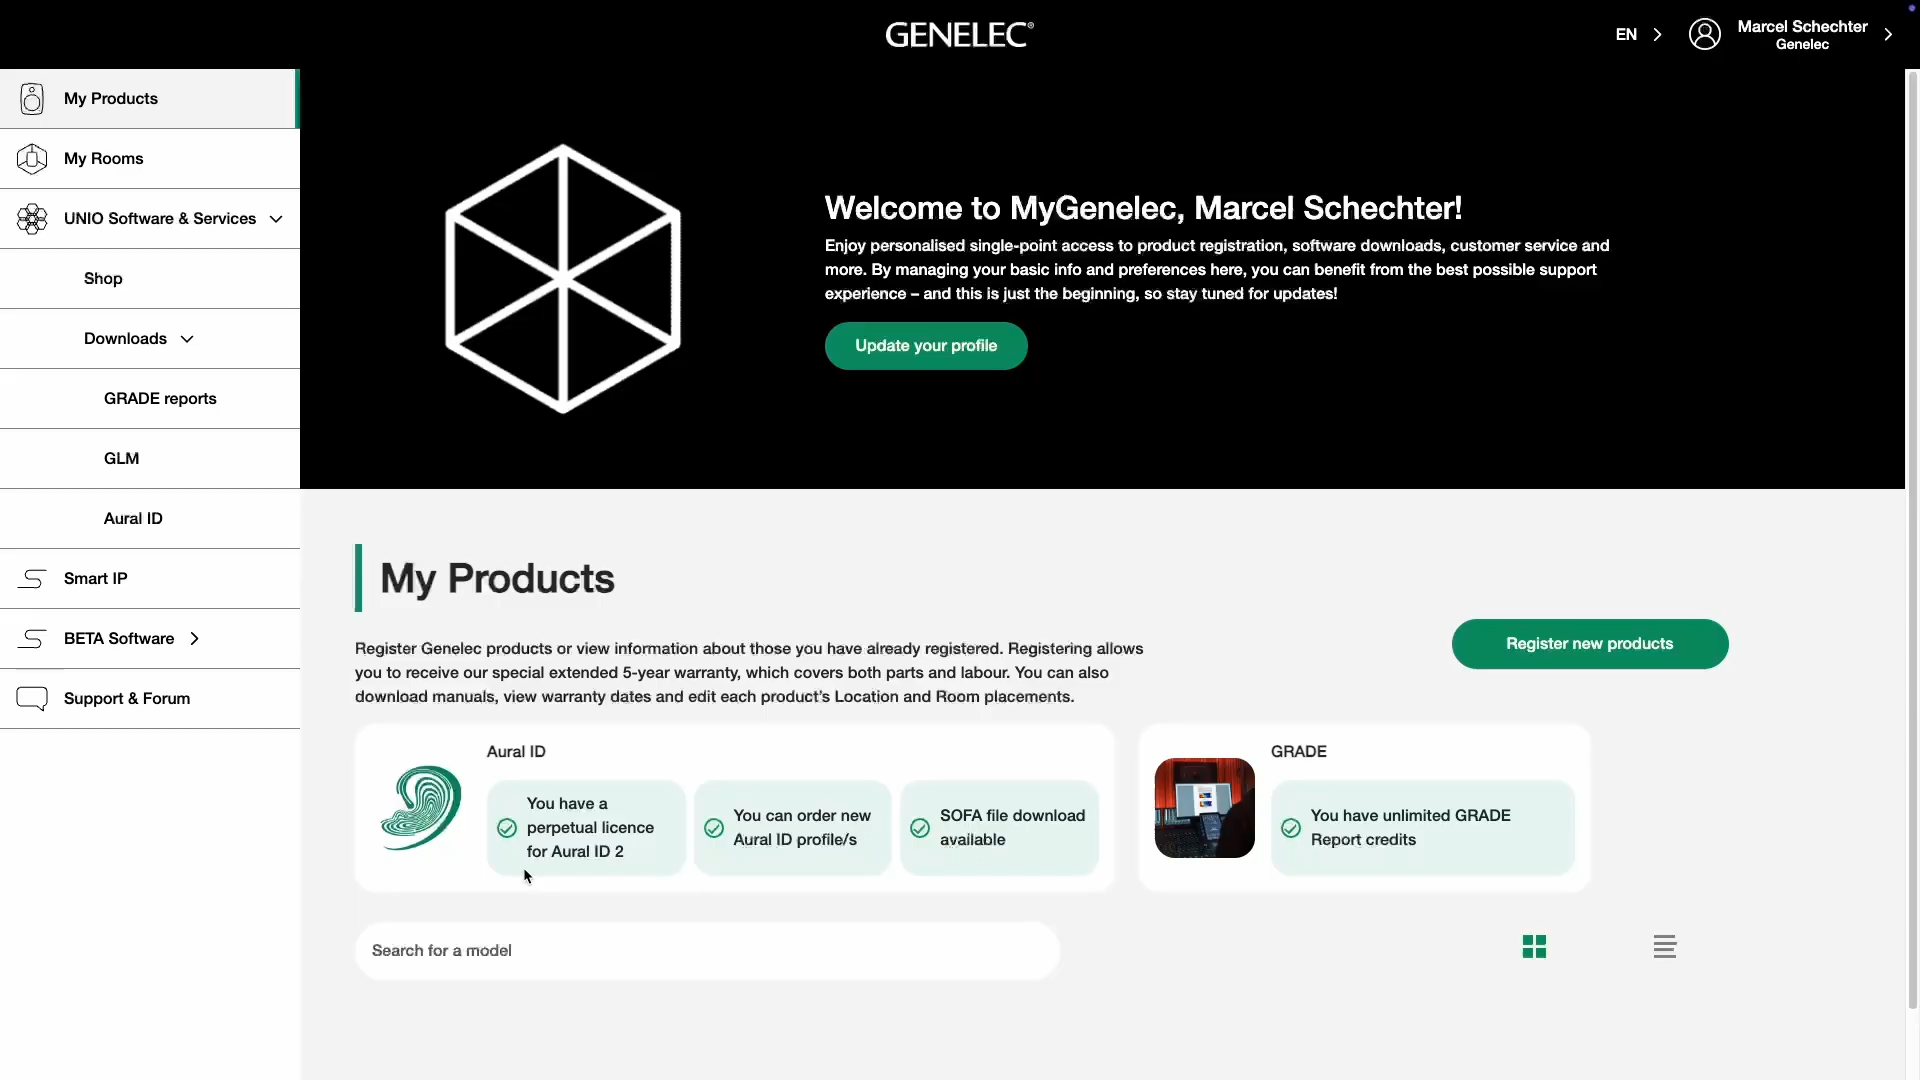 GENELEC®
EN
Marcel Schechter
Genelec
My Products
My Rooms
UNIO Software & Services
Shop
Downloads
GRADE reports
GLM
Aural ID
Smart IP
BETA Software
Support & Forum
Welcome to MyGenelec, Marcel Schechter!
Enjoy personalised single-point access to product registration, software downloads, customer service and
more. By managing your basic info and preferences here, you can benefit from the best possible support
experience – and this is just the beginning, so stay tuned for updates!
Update your profile
My Products
Register Genelec products or view information about those you have already registered. Registering allows
you to receive our special extended 5-year warranty, which covers both parts and labour. You can also
download manuals, view warranty dates and edit each product's Location and Room placements.
Register new products
Aural ID
You have a
perpetual licence
for Aural ID 2
You can order new
Aural ID profile/s
SOFA file download
available
GRADE
You have unlimited GRADE
Report credits
Search for a model